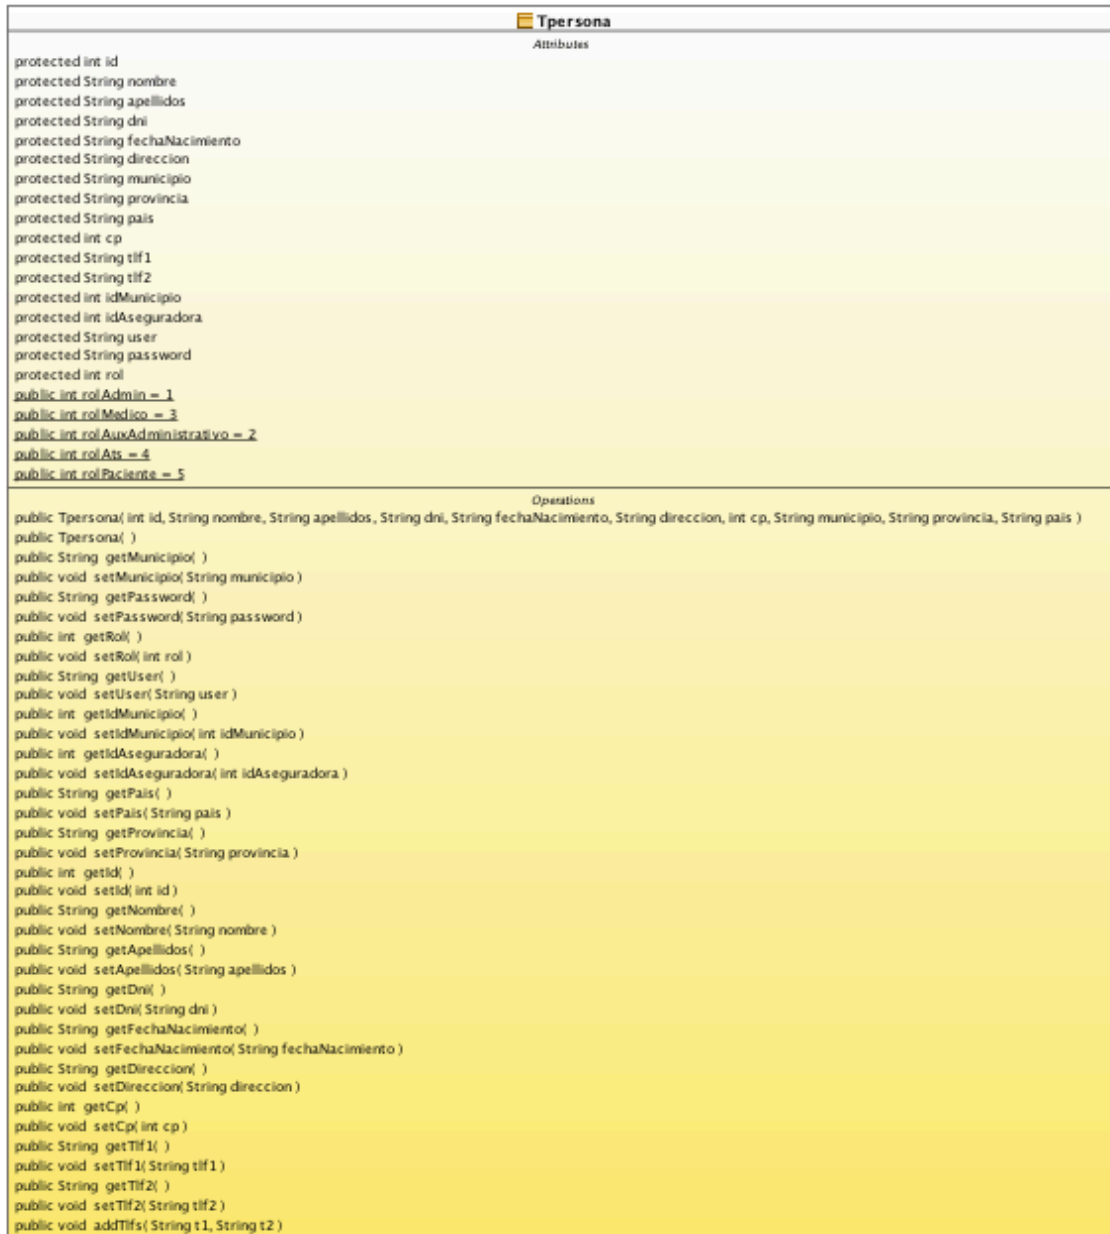 Tpersona
Attributes
protected int id
protected String nombre
protected String apellidos
protected String dni
protected String fechaNacimiento
protected String direccion
protected String municipio
protected String provincia
protected String pais
protected int cp
protected String tlf1
protected String tlf2
protected int idMunicipio
protected int idAseguradora
protected String user
protected String password
protected int rol
public int rolAdmin = 1
public int rolMedico = 3
public int rolAuxAdministrativo = 2
public int rolAts = 4
public int rolPaciente = 5
Operations
public Tpersona( int id, String nombre, String apellidos, String dni, String fechaNacimiento, String direccion, int cp, String municipio, String provincia, String pais )
public Tpersona( )
public String getMunicipio( )
public void setMunicipio( String municipio )
public String getPassword( )
public void setPassword( String password )
public int getRol( )
public void setRol( int rol )
public String getUser( )
public void setUser( String user )
public int getIdMunicipio( )
public void setIdMunicipio( int idMunicipio )
public int getIdAseguradora( )
public void setIdAseguradora( int idAseguradora )
public String getPais( )
public void setPais( String pais )
public String getProvincia( )
public void setProvincia( String provincia )
public int getId( )
public void setId( int id )
public String getNombre( )
public void setNombre( String nombre )
public String getApellidos( )
public void setApellidos( String apellidos )
public String getDni( )
public void setDni( String dni )
public String getFechaNacimiento( )
public void setFechaNacimiento( String fechaNacimiento )
public String getDireccion( )
public void setDireccion( String direccion )
public int getCp( )
public void setCp( int cp )
public String getTlf1( )
public void setTlf1( String tlf1 )
public String getTlf2( )
public void setTlf2( String tlf2 )
public void addTlfs( String t1, String t2 )